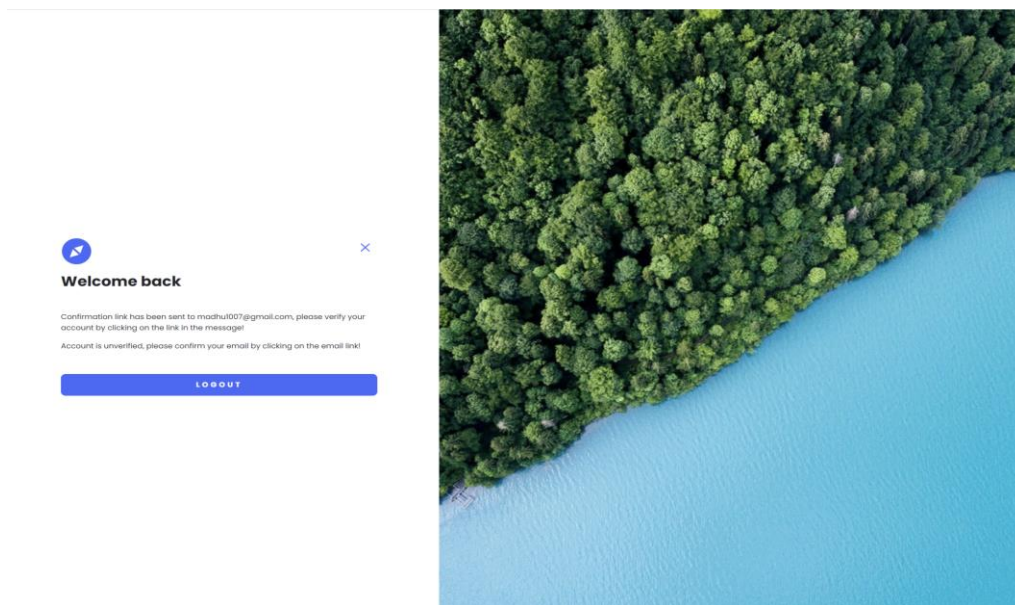 Welcome back
Confirmation link has been sent to madhu1007@gmail.com, please verify your
account by clicking on the link in the message!
Account is unverified, please confirm your email by clicking on the email link!
LOGOUT